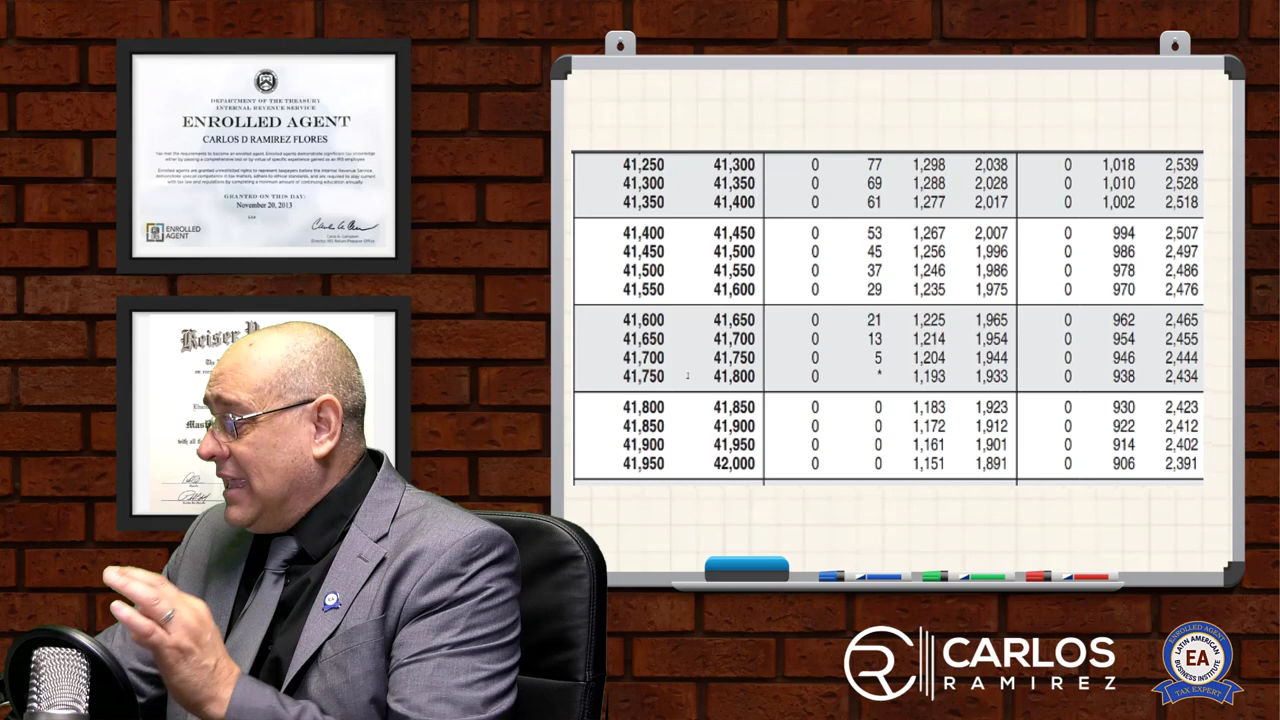 DEPARTMENT OF THE TREASURY
INTERNAL REVENUE SERVICE
ENROLLED AGENT
CARLOS D RAMIREZ FLORES
GRANTED ON THIS DAY:
November 20, 2013
ENROLLED
AGENT
Keiser
41,250 41,300 0 77 1,298 2,038 0 1,018 2,539
41,300 41,350 0 69 1,288 2,028 0 1,010 2,528
41,350 41,400 0 61 1,277 2,017 0 1,002 2,518
41,400 41,450 0 53 1,267 2,007 0 994 2,507
41,450 41,500 0 45 1,256 1,996 0 986 2,497
41,500 41,550 0 37 1,246 1,986 0 978 2,486
41,550 41,600 0 29 1,235 1,975 0 970 2,476
41,600 41,650 0 21 1,225 1,965 0 962 2,465
41,650 41,700 0 13 1,214 1,954 0 954 2,455
41,700 41,750 0 5 1,204 1,944 0 946 2,444
41,750 41,800 0 * 1,193 1,933 0 938 2,434
41,800 41,850 0 0 1,183 1,923 0 930 2,423
41,850 41,900 0 0 1,172 1,912 0 922 2,412
41,900 41,950 0 0 1,161 1,901 0 914 2,402
41,950 42,000 0 0 1,151 1,891 0 906 2,391
CARLOS
RAMIREZ
ENROLLED AGENT
LATIN AMERICAN
EA
BUSINESS INSTITUTE
TAX EXPERT